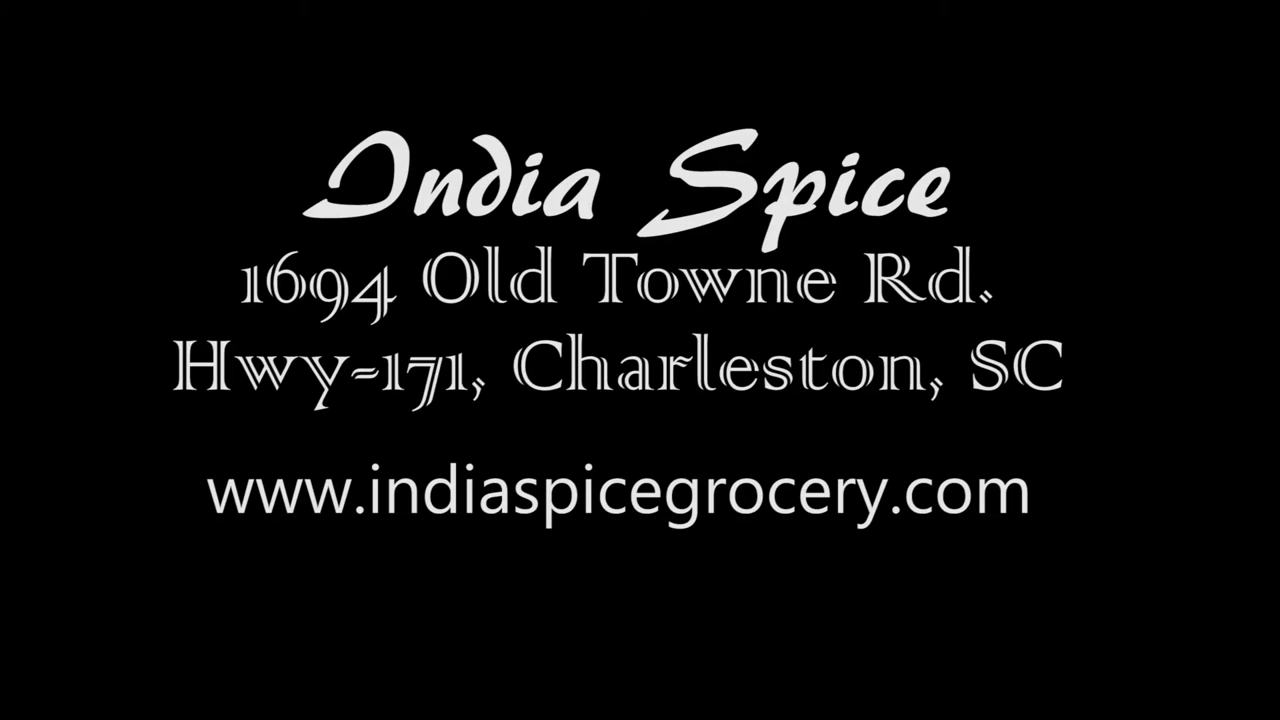 India Spice
1694 Old Towne Rd.
Hwy-171, Charleston, SC
www.indiaspicegrocery.com